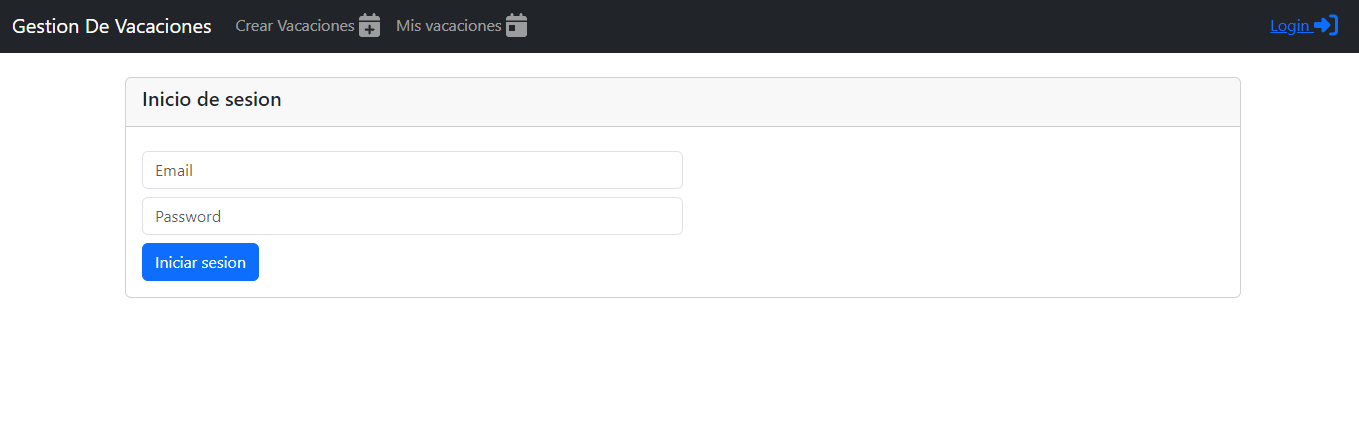 Gestion De Vacaciones Crear Vacaciones Mis vacaciones Login
Inicio de sesion
Email
Password
Iniciar sesion